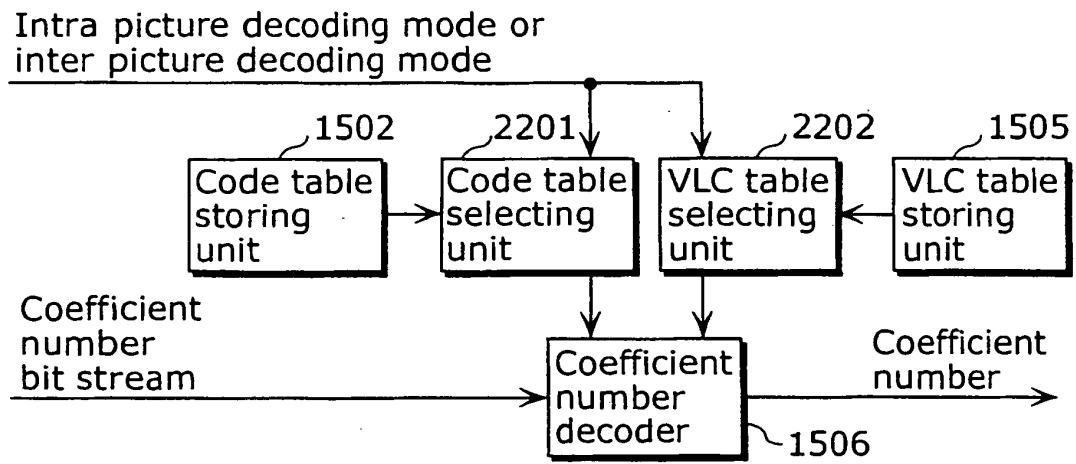 Intra picture decoding mode or
inter picture decoding mode
1502
2201
2202
1505
Code table
storing
unit
Code table
selecting
unit
VLC table
selecting
unit
VLC table
storing
unit
Coefficient
number
bit stream
Coefficient
number
decoder
Coefficient
number
1506